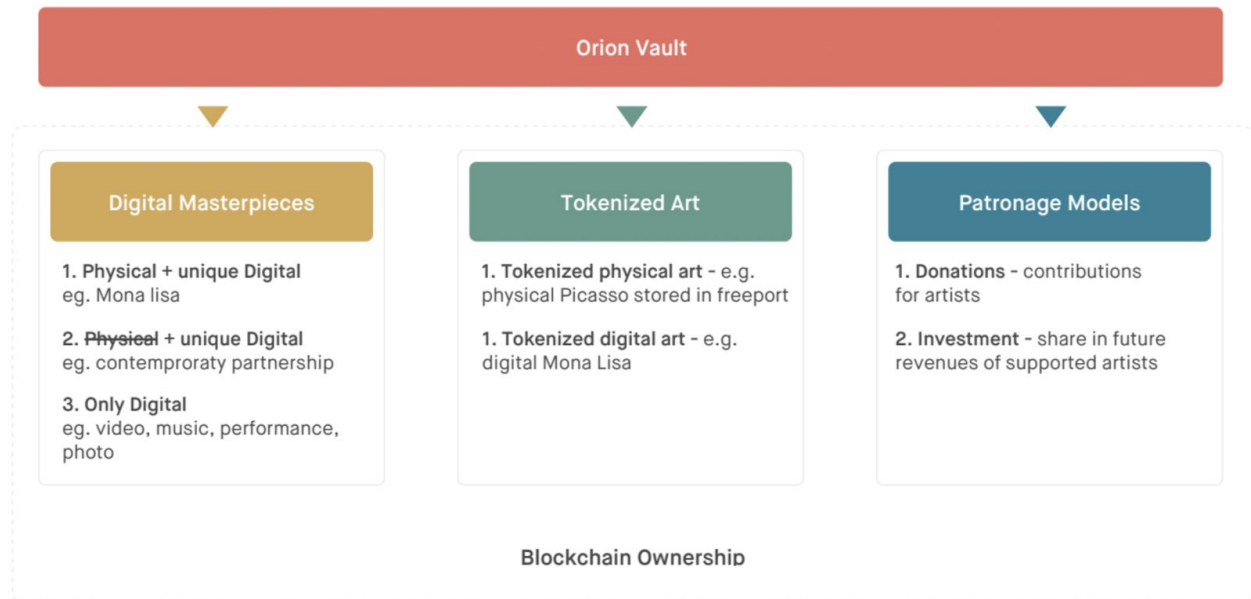 Orion Vault
Digital Masterpieces
1. Physical + unique Digital
eg. Mona lisa
2. Physical + unique Digital
eg. contemproraty partnership
3. Only Digital
eg. video, music, performance,
photo
Tokenized Art
1. Tokenized physical art - e.g.
physical Picasso stored in freeport
1. Tokenized digital art - e.g.
digital Mona Lisa
Patronage Models
1. Donations - contributions
for artists
2. Investment - share in future
revenues of supported artists
Blockchain Ownership